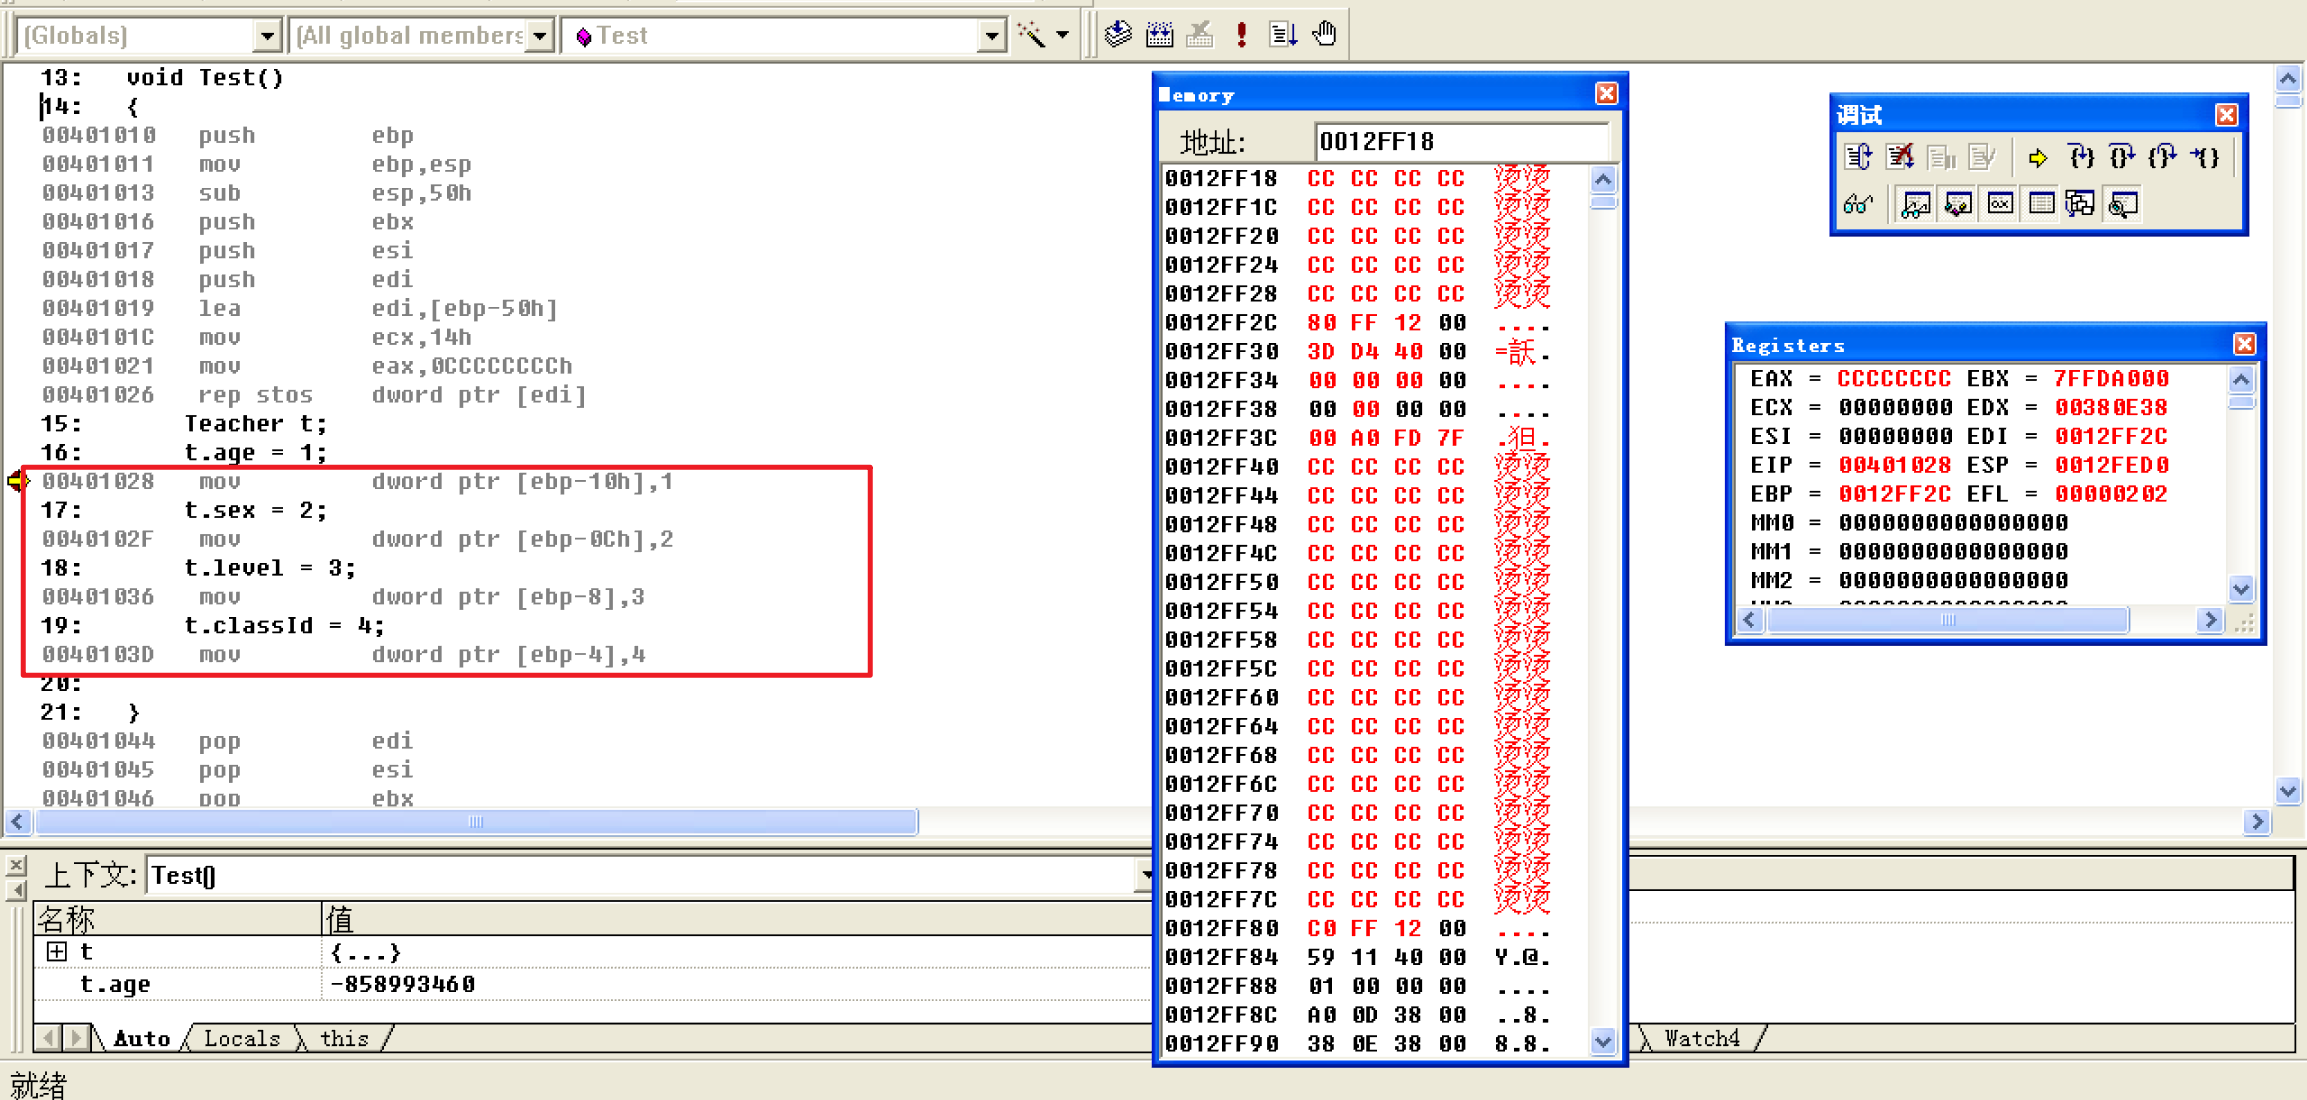 (Globals)
(All global members
Test
13: void Test()
14: {
00401010 push ebp
00401011 mov ebp,esp
00401013 sub esp,50h
00401016 push ebx
00401017 push esi
00401018 push edi
00401019 lea edi,[ebp-50h]
0040101C mov ecx,14h
00401021 mov eax,0CCCCCCCCh
00401026 rep stos dword ptr [edi]
15: Teacher t;
16: t.age = 1;
00401028 mov dword ptr [ebp-10h],1
17: t.sex = 2;
0040102F mov dword ptr [ebp-0Ch],2
18: t.level = 3;
00401036 mov dword ptr [ebp-8],3
19: t.classId = 4;
0040103D mov dword ptr [ebp-4],4
20:
21: }
00401044 pop edi
00401045 pop esi
00401046 pop ebx
Memory
地址: 0012FF18
0012FF18 CC CC CC CC 烫烫
0012FF1C CC CC CC CC 烫烫
0012FF20 CC CC CC CC 烫烫
0012FF24 CC CC CC CC 烫烫
0012FF28 CC CC CC CC 烫烫
0012FF2C 80 FF 12 00 ....
0012FF30 3D D4 40 00 =訞.
0012FF34 00 00 00 00 ....
0012FF38 00 00 00 00 ....
0012FF3C 00 A0 FD 7F .狚.
0012FF40 CC CC CC CC 烫烫
0012FF44 CC CC CC CC 烫烫
0012FF48 CC CC CC CC 烫烫
0012FF4C CC CC CC CC 烫烫
0012FF50 CC CC CC CC 烫烫
0012FF54 CC CC CC CC 烫烫
0012FF58 CC CC CC CC 烫烫
0012FF5C CC CC CC CC 烫烫
0012FF60 CC CC CC CC 烫烫
0012FF64 CC CC CC CC 烫烫
0012FF68 CC CC CC CC 烫烫
0012FF6C CC CC CC CC 烫烫
0012FF70 CC CC CC CC 烫烫
0012FF74 CC CC CC CC 烫烫
0012FF78 CC CC CC CC 烫烫
0012FF7C CC CC CC CC 烫烫
0012FF80 C0 FF 12 00 ....
0012FF84 59 11 40 00 Y.@.
0012FF88 01 00 00 00 ....
0012FF8C A0 0D 38 00 ..8.
0012FF90 38 0E 38 00 8.8.
调试
Registers
EAX = CCCCCCCC EBX = 7FFDA000
ECX = 00000000 EDX = 00380E38
ESI = 00000000 EDI = 0012FF2C
EIP = 00401028 ESP = 0012FED0
EBP = 0012FF2C EFL = 00000202
MM0 = 0000000000000000
MM1 = 0000000000000000
MM2 = 0000000000000000
上下文: Test()
名称 值
t {...}
t.age -858993460
Auto Locals this
Watch4
就绪